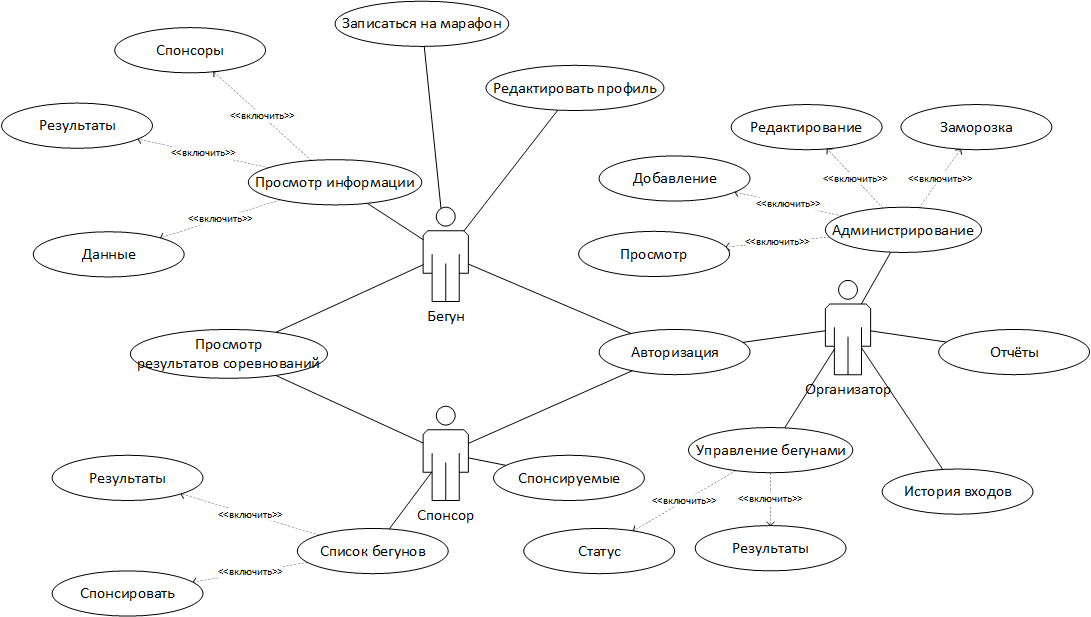 Записаться на марафон
Спонсоры
Редактировать профиль
<<включить>>
Результаты
Редактирование
Заморозка
<<включить>>
Просмотр информации
Добавление
<<включить>>
<<включить>>
<<включить>>
<<включить>>
Администрирование
<<включить>>
Данные
Просмотр
Бегун
Просмотр
результатов соревнований
Авторизация
Отчёты
Организатор
Управление бегунами
Результаты
Спонсируемые
История входов
<<включить>>
<<включить>>
<<включить>>
Спонсор
Список бегунов
Статус
Результаты
<<включить>>
Спонсировать